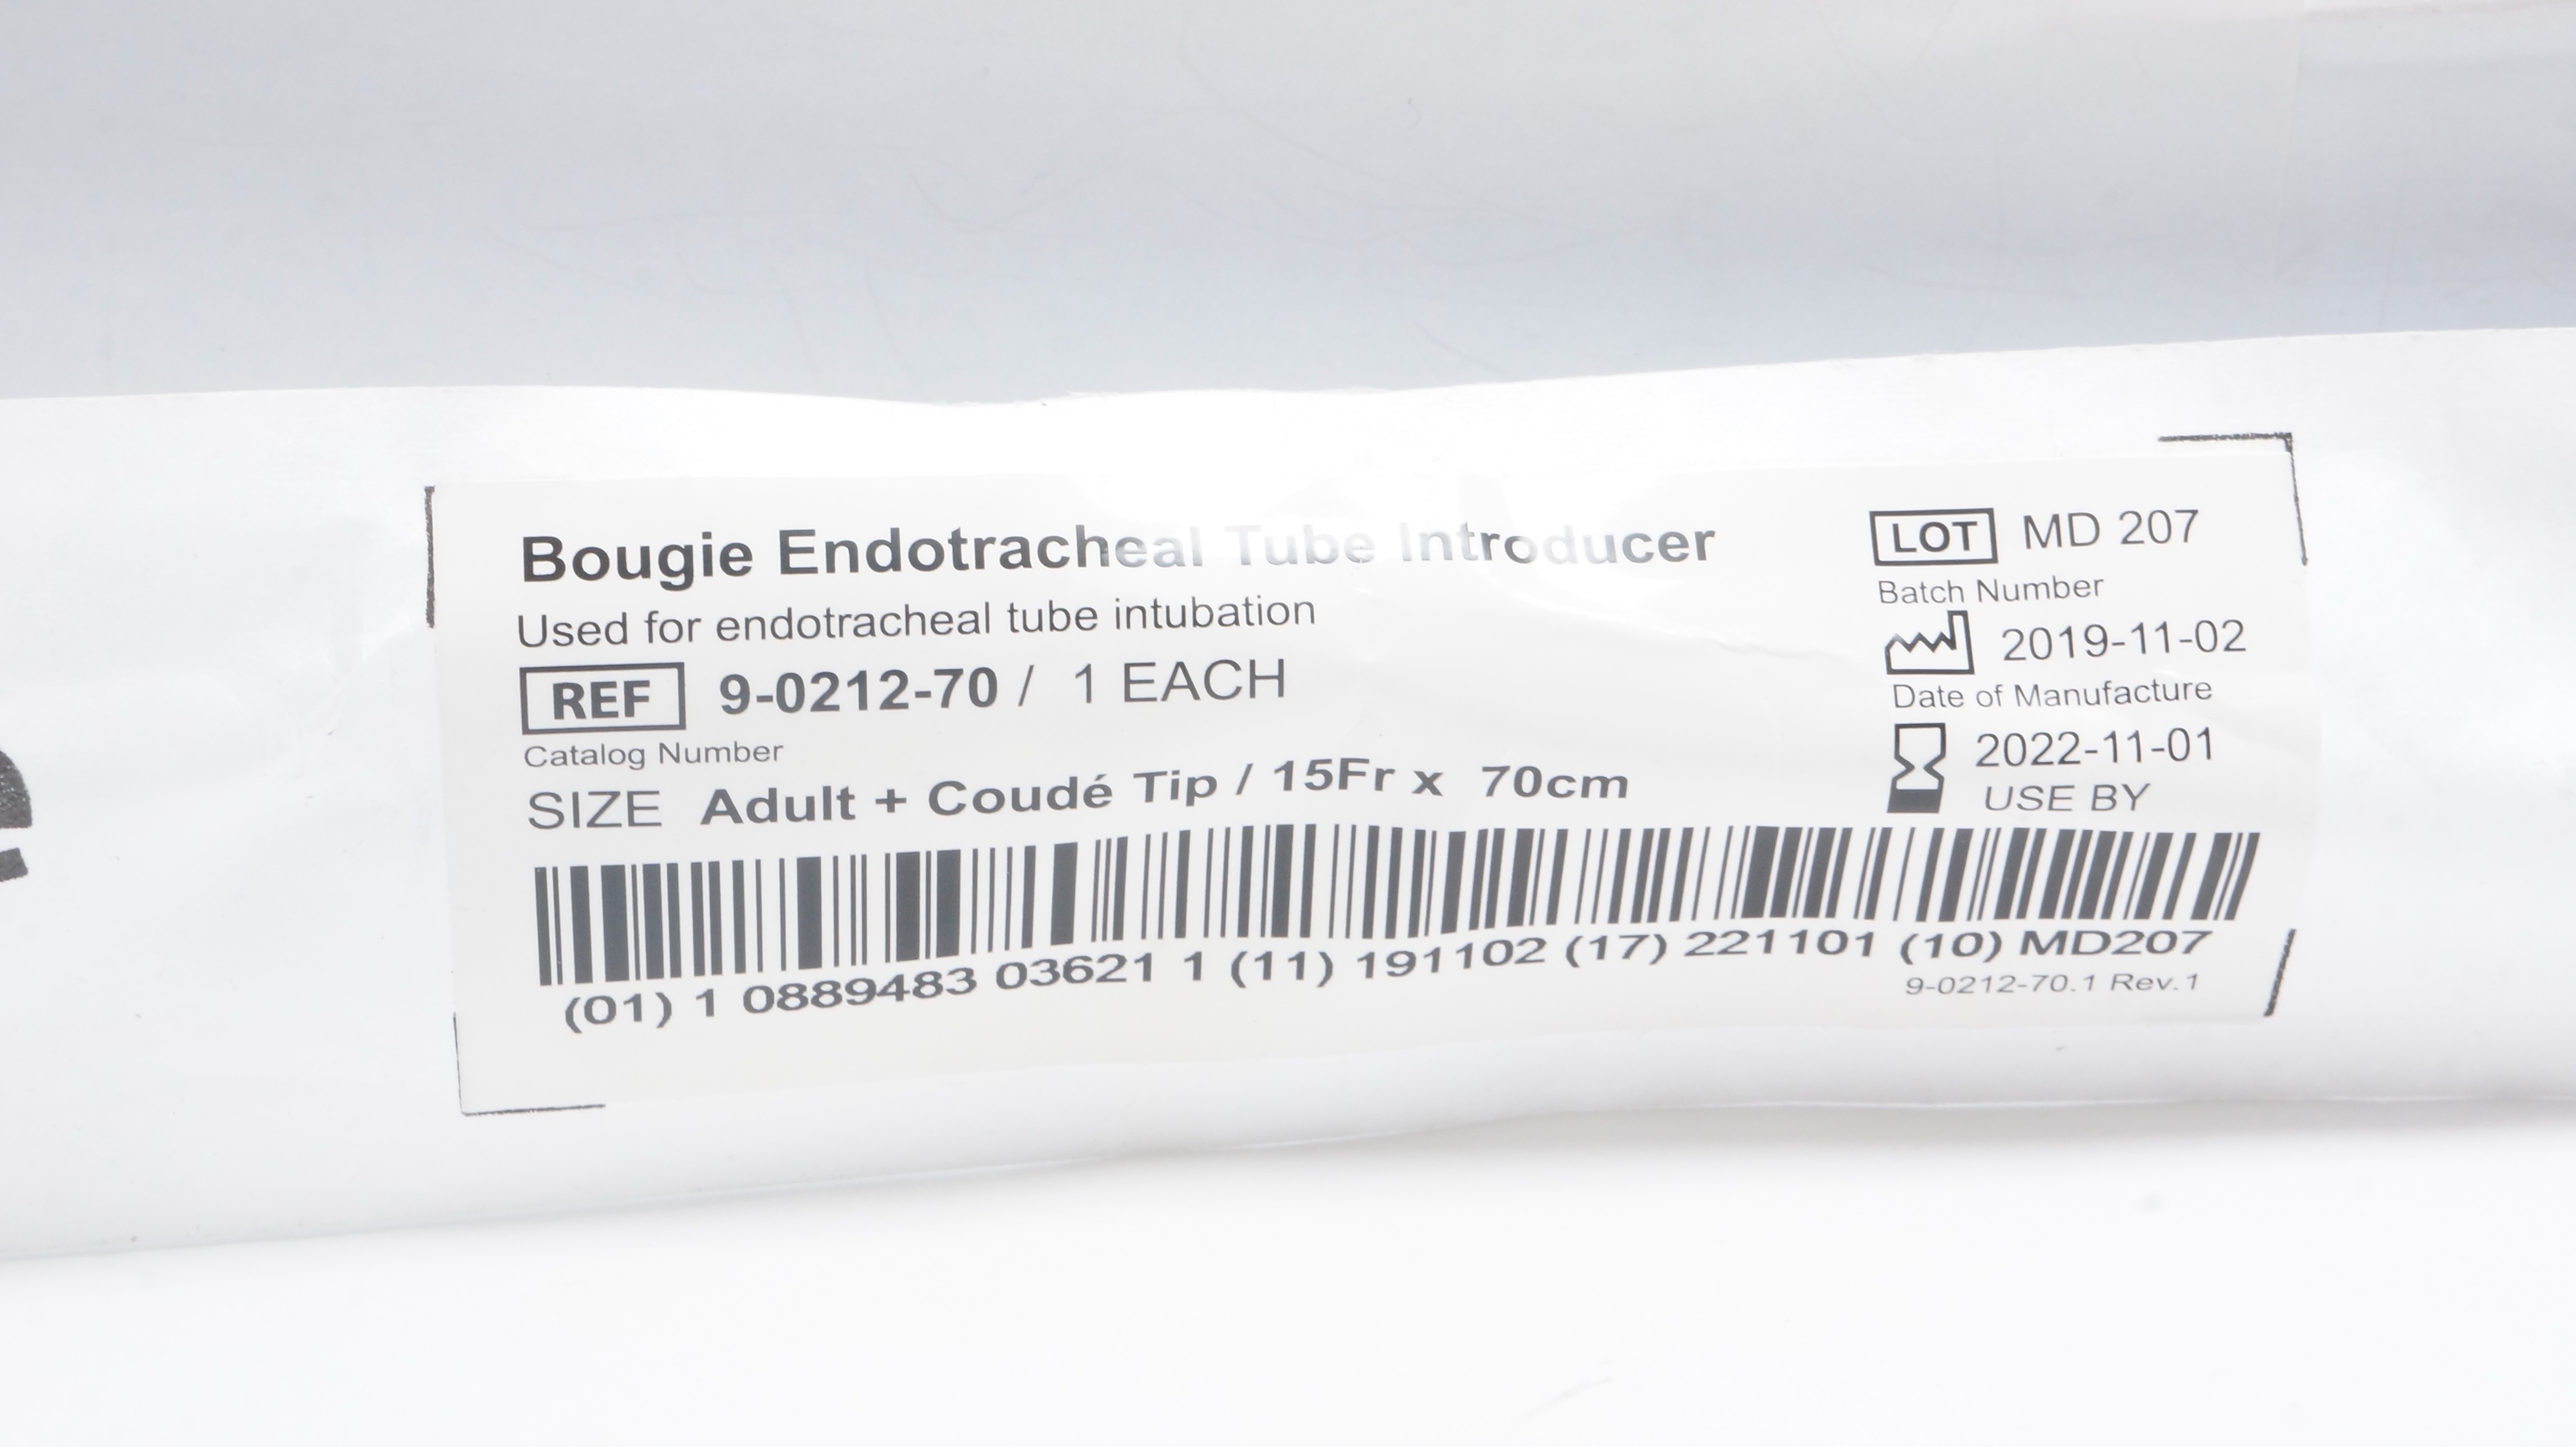 Bougie Endotracheal Tube Introducer
Used for endotracheal tube intubation
REF 9-0212-70 / 1 EACH
Catalog Number
SIZE Adult + Coudé Tip / 15Fr x 70cm
LOT MD 207
Batch Number
2019-11-02
Date of Manufacture
2022-11-01
USE BY
(01) 1 0889483 03621 1 (11) 191102 (17) 221101 (10) MD207
9-0212-70.1 Rev.1